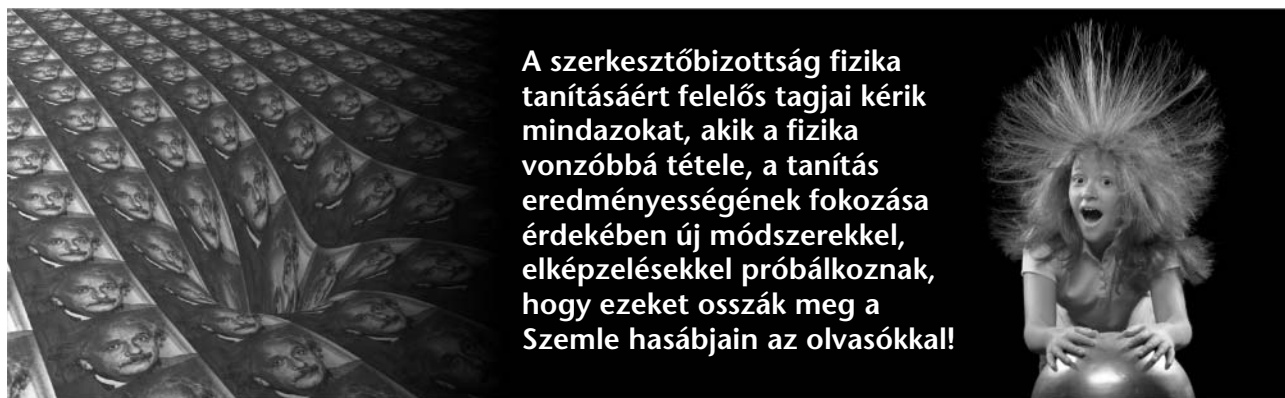 A szerkesztőbizottság fizika
tanításáért felelős tagjai kérik
mindazokat, akik a fizika
vonzóbbá tétele, a tanítás
eredményességének fokozása
érdekében új módszerekkel,
elképzelésekkel próbálkoznak,
hogy ezeket osszák meg a
Szemle hasábjain az olvasókkal!